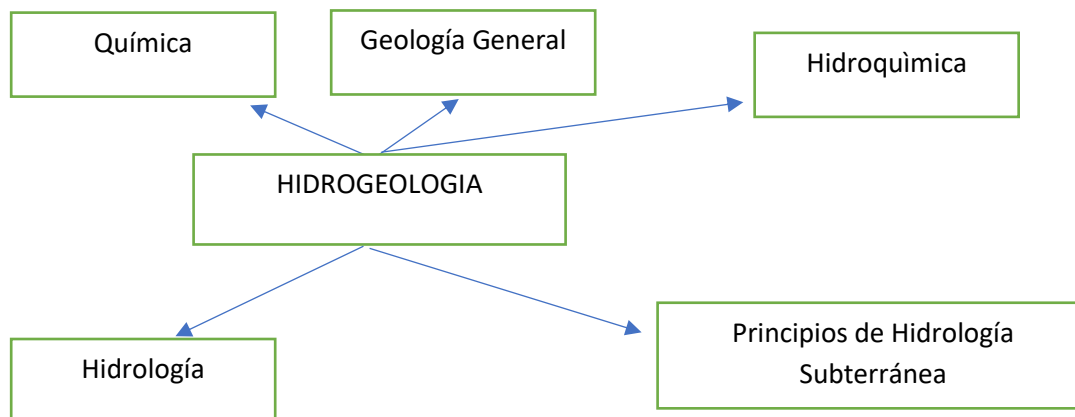 Química
Geología General
Hidroquìmica
HIDROGEOLOGIA
Hidrología
Principios de Hidrología
Subterránea